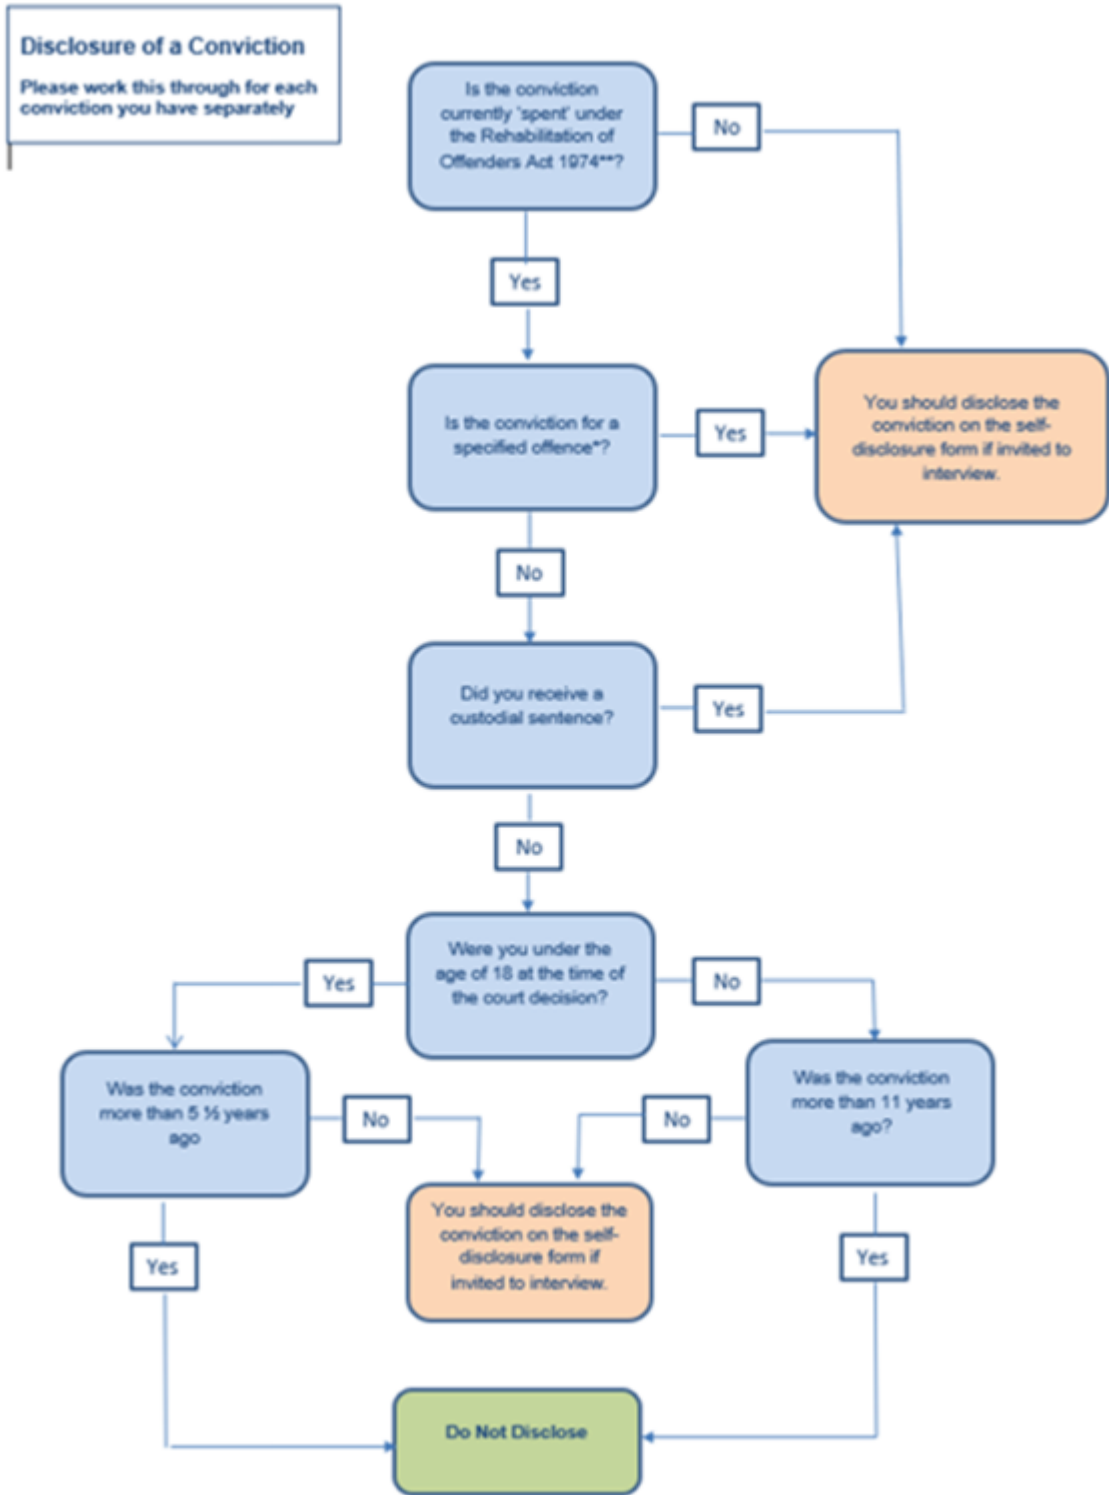 Disclosure of a Conviction
Please work this through for each
conviction you have separately
Is the conviction
currently 'spent' under
the Rehabilitation of
Offenders Act 1974**?
No
Yes
Is the conviction for a
specified offence*?
Yes
You should disclose the
conviction on the self-
disclosure form if invited to
interview.
No
Did you receive a
custodial sentence?
Yes
No
Were you under the
age of 18 at the time of
the court decision?
Yes
No
Was the conviction
more than 5 ½ years
ago
No
No
Was the conviction
more than 11 years
ago?
You should disclose the
conviction on the self-
disclosure form if
invited to interview.
Yes
Yes
Do Not Disclose